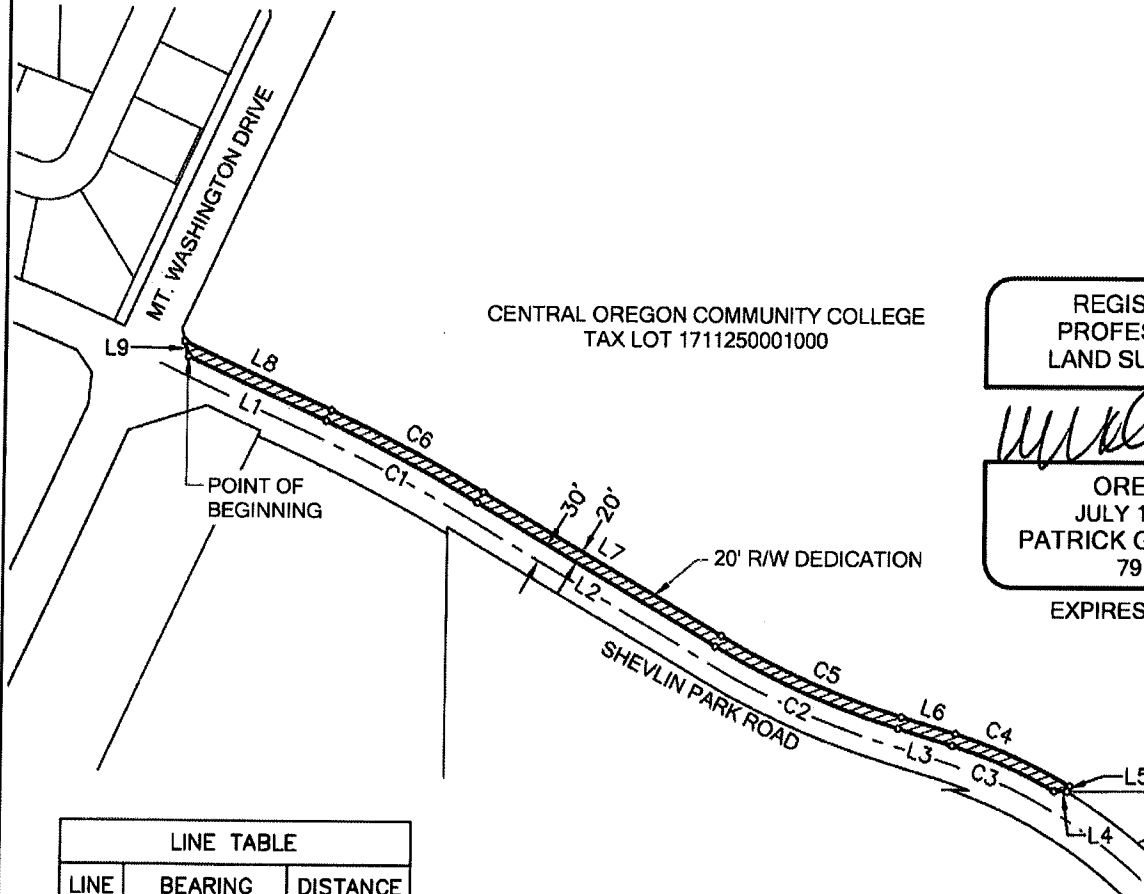 MT. WASHINGTON DRIVE
CENTRAL OREGON COMMUNITY COLLEGE
TAX LOT 1711250001000
REGIS
PROFES
LAND SU
ORE
JULY 1
PATRICK G
79
EXPIRES
L9
L8
L1
C6
C1
POINT OF
BEGINNING
30'
20'
L7
L2
20' R/W DEDICATION
SHEVLIN PARK ROAD
C5
C2
L6
L3
C4
C3
L5
L4
LINE TABLE
LINE BEARING DISTANCE